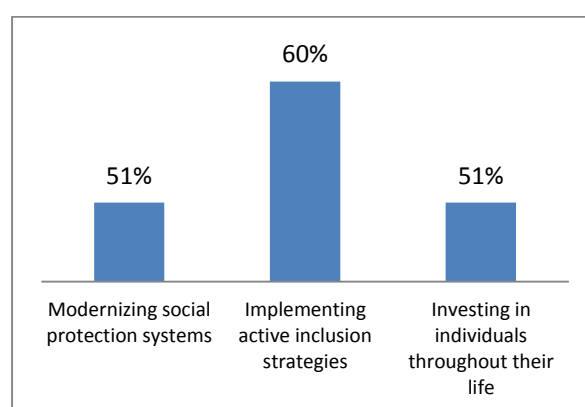 60%
51%
51%
Modernizing social
protection systems
Implementing
active inclusion
strategies
Investing in
individuals
throughout their
life